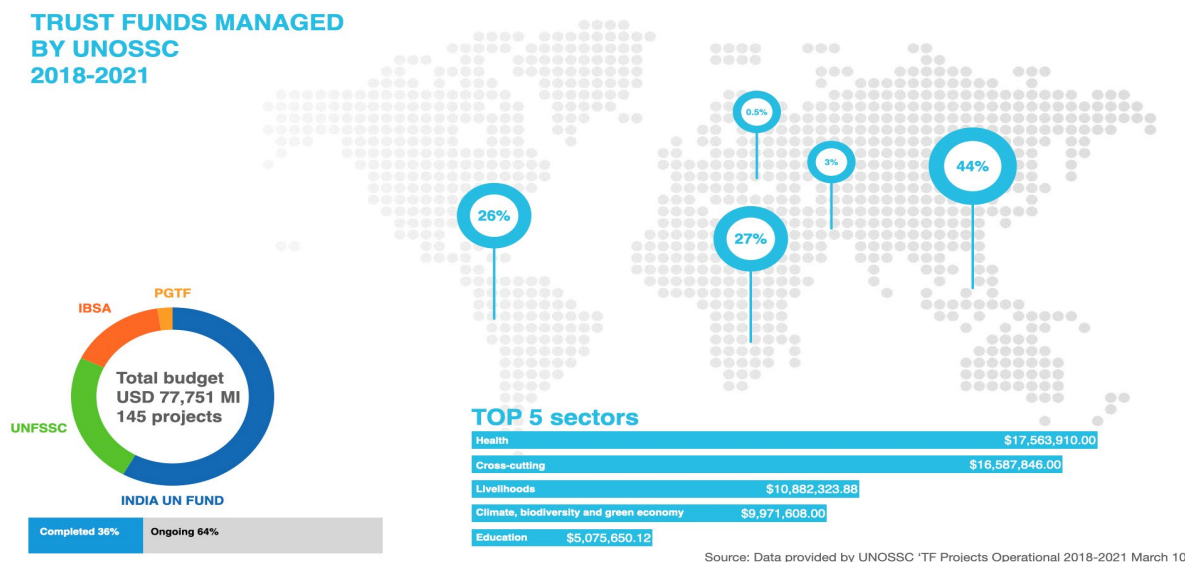 TRUST FUNDS MANAGED
BY UNOSSC
2018-2021
0.5%
3%
44%
26%
27%
PGTF
IBSA
Total budget
USD 77,751 MI
145 projects
UNFSSC
INDIA UN FUND
Completed 36% Ongoing 64%
TOP 5 sectors
Health $17,563,910.00
Cross-cutting $16,587,846.00
Livelihoods $10,882,323.88
Climate, biodiversity and green economy $9,971,608.00
Education $5,075,650.12
Source: Data provided by UNOSSC 'TF Projects Operational 2018-2021 March 10